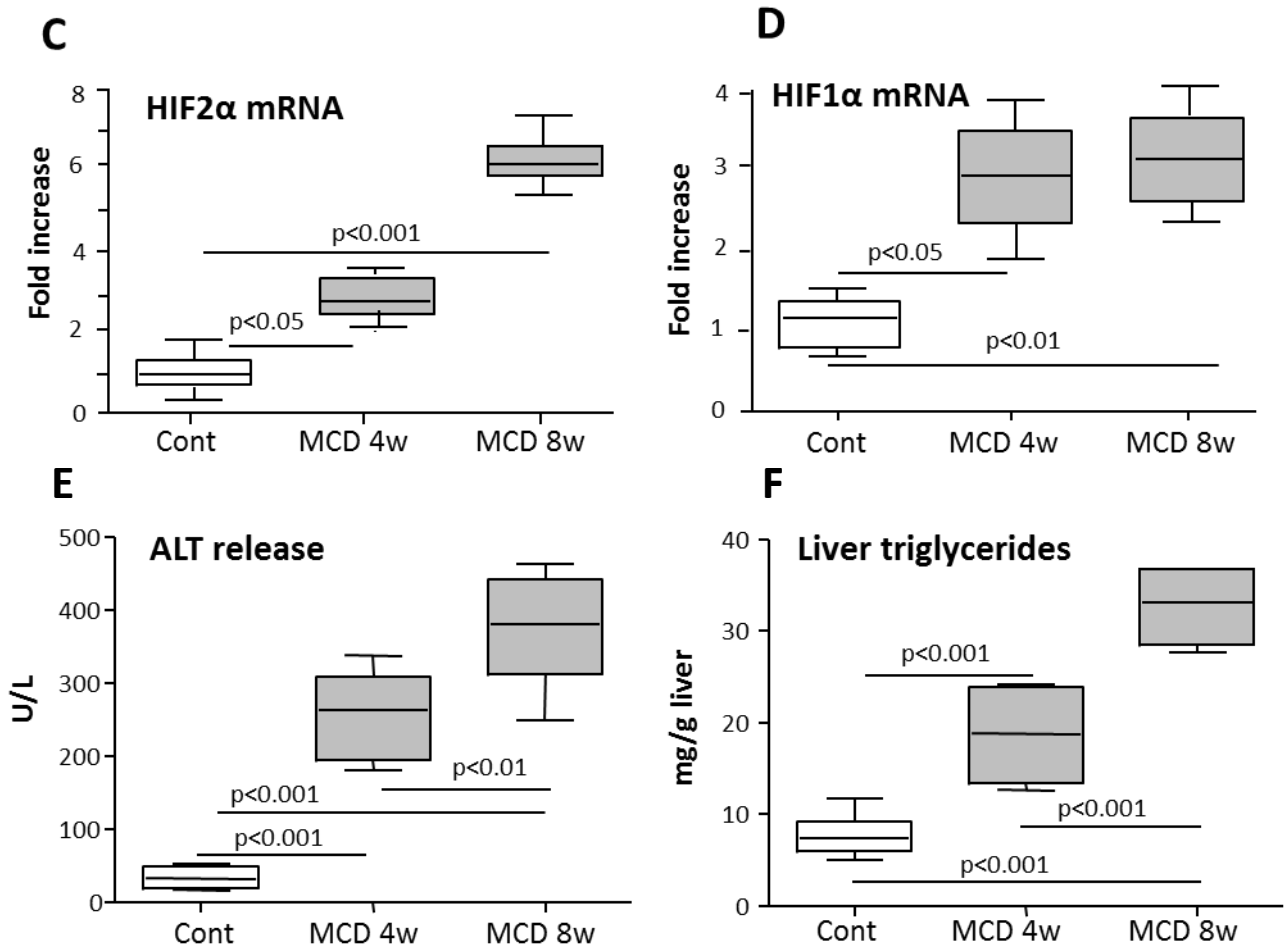 C
HIF2α mRNA
Fold increase
8
6
4
2
0
p<0.001
p<0.05
Cont
MCD 4w
MCD 8w
D
HIF1α mRNA
Fold increase
4
3
2
1
0
p<0.05
p<0.01
Cont
MCD 4w
MCD 8w
E
ALT release
U/L
500
400
300
200
100
0
p<0.01
p<0.001
p<0.001
Cont
MCD 4w
MCD 8w
F
Liver triglycerides
mg/g liver
40
30
20
10
0
p<0.001
p<0.001
p<0.001
Cont
MCD 4w
MCD 8w